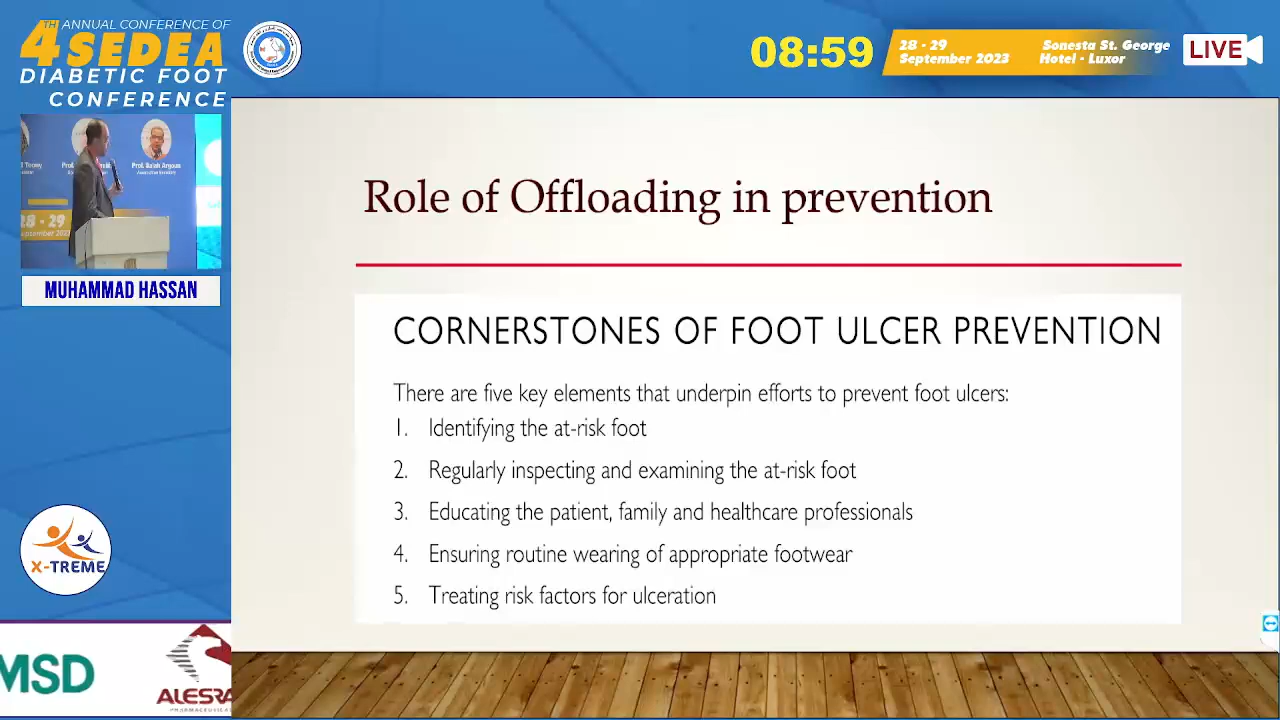 TH ANNUAL CONFERENCE OF
4 SEDEA
DIABETIC FOOT
CONFERENCE
08:59
28 - 29
September 2023
Sonesta St. George
Hotel - Luxor
LIVE
28 - 29
MUHAMMAD HASSAN
Role of Offloading in prevention
CORNERSTONES OF FOOT ULCER PREVENTION
There are five key elements that underpin efforts to prevent foot ulcers:
1. Identifying the at-risk foot
2. Regularly inspecting and examining the at-risk foot
3. Educating the patient, family and healthcare professionals
4. Ensuring routine wearing of appropriate footwear
5. Treating risk factors for ulceration
X-TREME
MSD
ALESRA